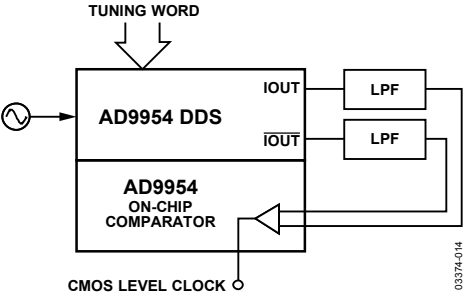 TUNING WORD
IOUT
LPF
AD9954 DDS
IOUT
LPF
AD9954
ON-CHIP
COMPARATOR
CMOS LEVEL CLOCK
03374-014